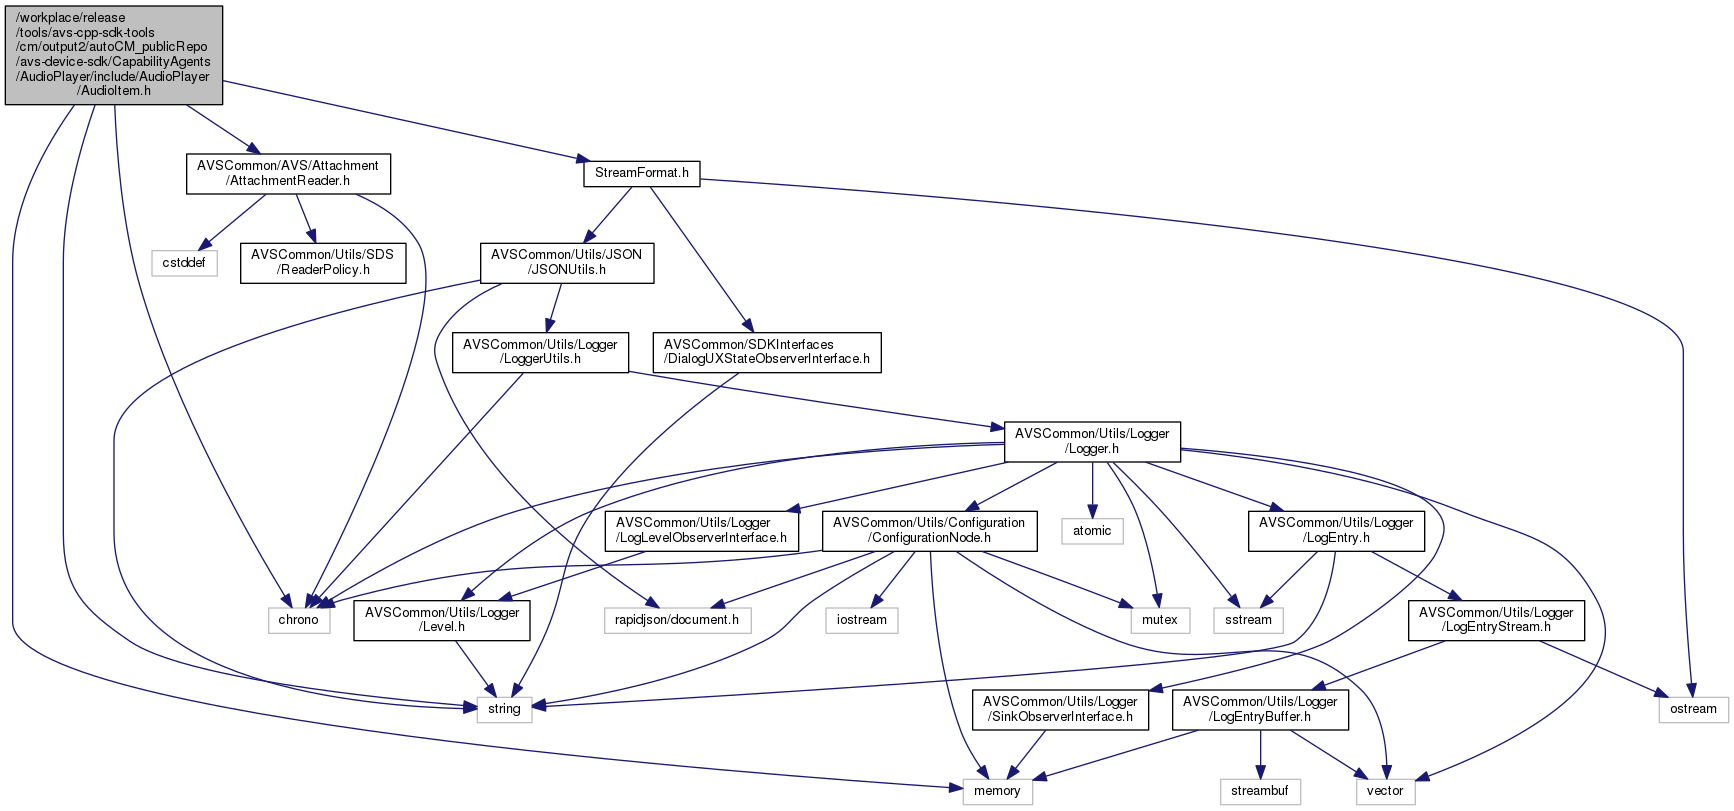 /workplace/release
/tools/avs-cpp-sdk-tools
/cm/output2/autoCM_publicRepo
/avs-device-sdk/CapabilityAgents
/AudioPlayer/include/AudioPlayer
/AudioItem.h
AVSCommon/AVS/Attachment
/AttachmentReader.h
StreamFormat.h
cstddef
AVSCommon/Utils/SDS
/ReaderPolicy.h
AVSCommon/Utils/JSON
/JSONUtils.h
AVSCommon/Utils/Logger
/LoggerUtils.h
AVSCommon/SDKInterfaces
/DialogUXStateObserverInterface.h
AVSCommon/Utils/Logger
/Logger.h
AVSCommon/Utils/Logger
/LogLevelObserverInterface.h
AVSCommon/Utils/Configuration
/ConfigurationNode.h
atomic
AVSCommon/Utils/Logger
/LogEntry.h
chrono
AVSCommon/Utils/Logger
/Level.h
rapidjson/document.h
iostream
mutex
sstream
AVSCommon/Utils/Logger
/LogEntryStream.h
string
AVSCommon/Utils/Logger
/SinkObserverInterface.h
AVSCommon/Utils/Logger
/LogEntryBuffer.h
ostream
memory
streambuf
vector